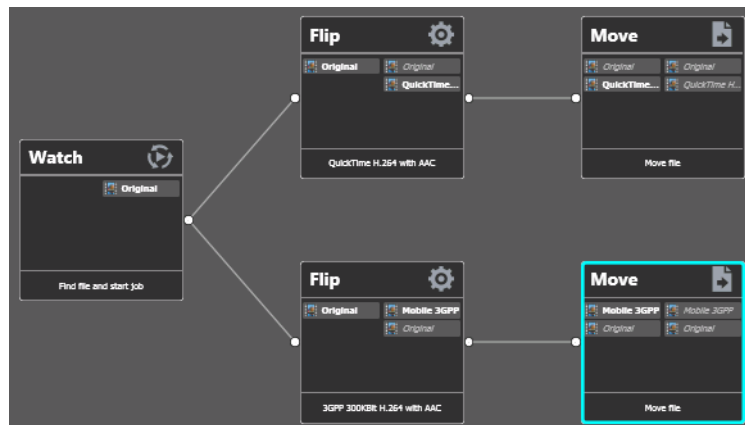 Flip
Original Original
QuickTime...
QuickTime H.264 with AAC
Move
Original Original
QuickTime... QuickTime H...
Move file
Watch
Original
Find file and start job
Flip
Original Mobile 3GPP
Original
3GPP 300KBit H.264 with AAC
Move
Mobile 3GPP Mobile 3GPP
Original Original
Move file